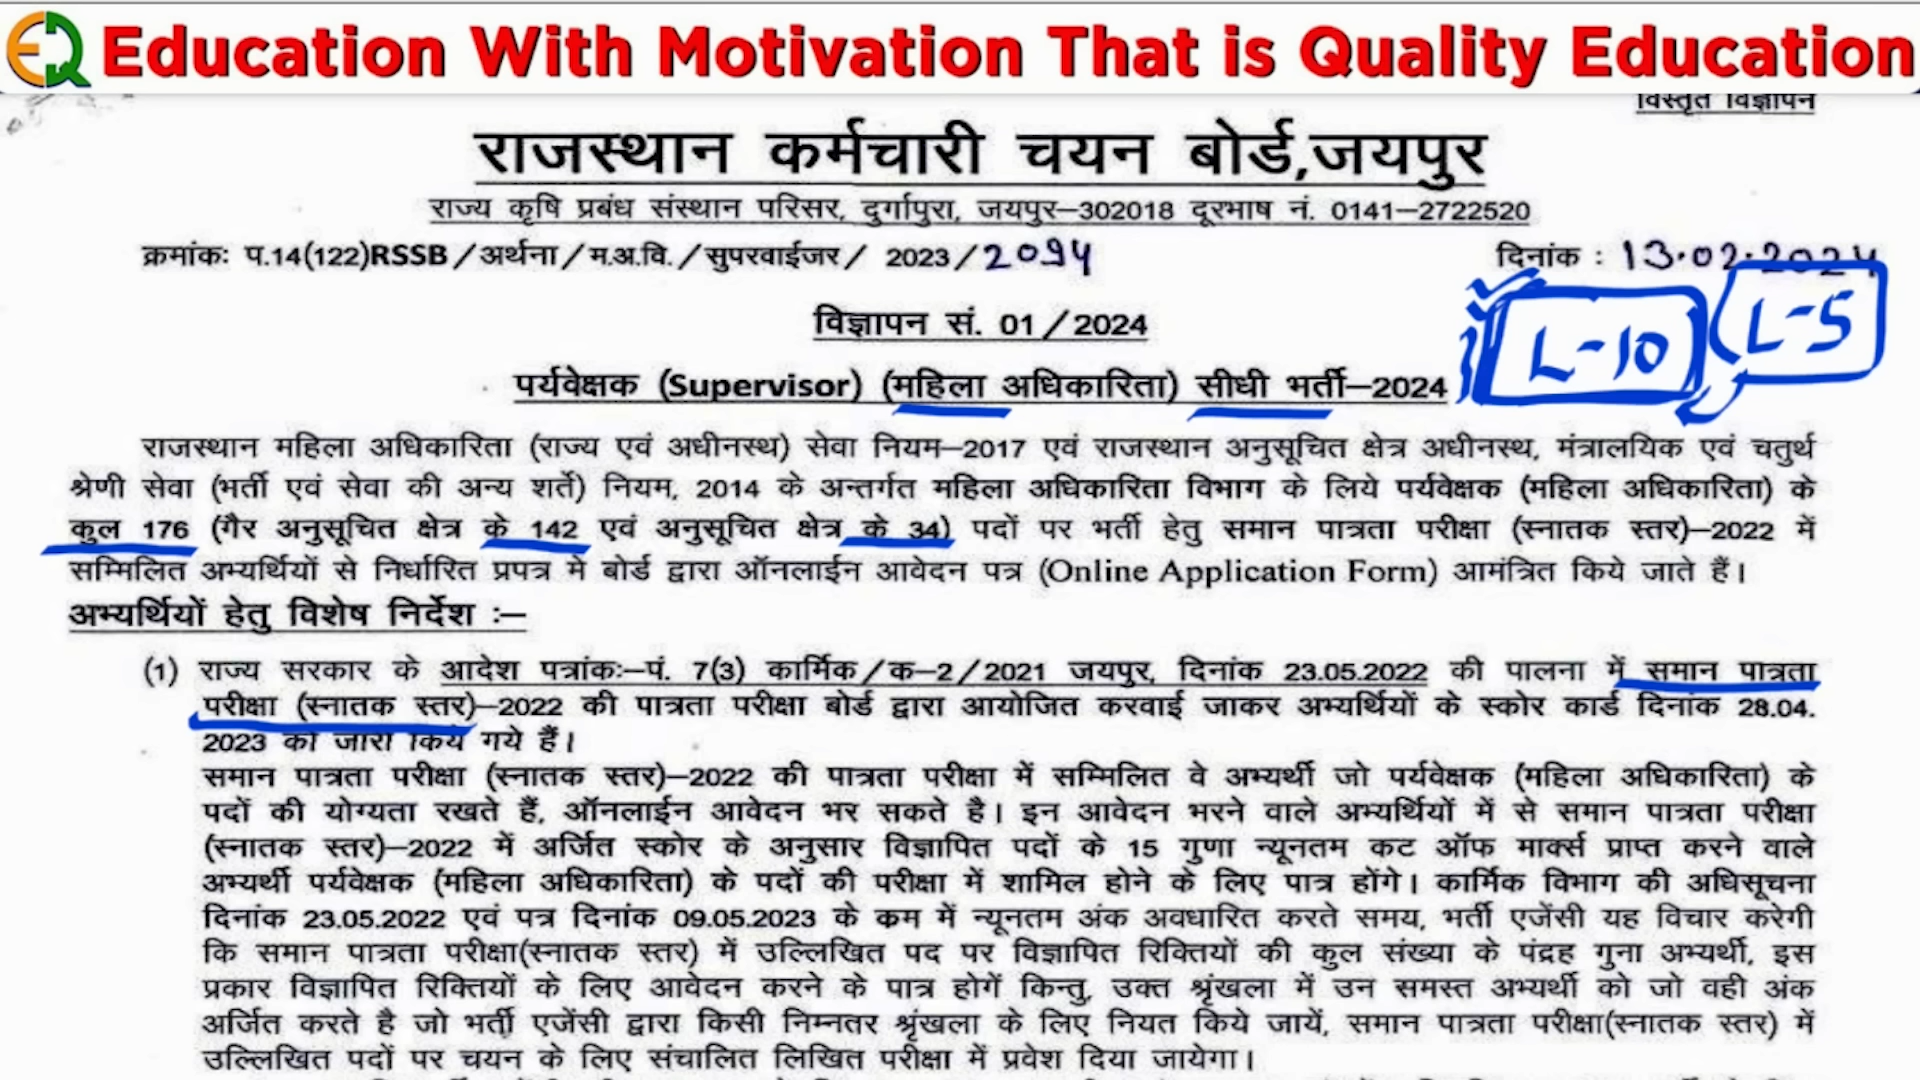 EQ Education With Motivation That is Quality Education
विस्तृत विज्ञापन
राजस्थान कर्मचारी चयन बोर्ड,जयपुर
राज्य कृषि प्रबंध संस्थान परिसर, दुर्गापुरा, जयपुर–302018 दूरभाष नं. 0141–2722520
क्रमांकः प.14(122)RSSB/अर्थना/म.अ.वि./सुपरवाईजर/ 2023/2094
दिनांक : 13.02.2024
विज्ञापन सं. 01/2024
L-10 L-5
पर्यवेक्षक (Supervisor) (महिला अधिकारिता) सीधी भर्ती–2024
राजस्थान महिला अधिकारिता (राज्य एवं अधीनस्थ) सेवा नियम–2017 एवं राजस्थान अनुसूचित क्षेत्र अधीनस्थ, मंत्रालयिक एवं चतुर्थ
श्रेणी सेवा (भर्ती एवं सेवा की अन्य शर्ते) नियम, 2014 के अन्तर्गत महिला अधिकारिता विभाग के लिये पर्यवेक्षक (महिला अधिकारिता) के
कुल 176 (गैर अनुसूचित क्षेत्र के 142 एवं अनुसूचित क्षेत्र के 34) पदों पर भर्ती हेतु समान पात्रता परीक्षा (स्नातक स्तर)–2022 में
सम्मिलित अभ्यर्थियों से निर्धारित प्रपत्र मे बोर्ड द्वारा ऑनलाईन आवेदन पत्र (Online Application Form) आमंत्रित किये जाते हैं।
अभ्यर्थियों हेतु विशेष निर्देश :–
(1) राज्य सरकार के आदेश पत्रांकः–पं. 7(3) कार्मिक/क–2/2021 जयपुर, दिनांक 23.05.2022 की पालना में समान पात्रता
परीक्षा (स्नातक स्तर)–2022 की पात्रता परीक्षा बोर्ड द्वारा आयोजित करवाई जाकर अभ्यर्थियों के स्कोर कार्ड दिनांक 28.04.
2023 को जारी किये गये हैं।
समान पात्रता परीक्षा (स्नातक स्तर)–2022 की पात्रता परीक्षा में सम्मिलित वे अभ्यर्थी जो पर्यवेक्षक (महिला अधिकारिता) के
पदों की योग्यता रखते हैं, ऑनलाईन आवेदन भर सकते है। इन आवेदन भरने वाले अभ्यर्थियों में से समान पात्रता परीक्षा
(स्नातक स्तर)–2022 में अर्जित स्कोर के अनुसार विज्ञापित पदों के 15 गुणा न्यूनतम कट ऑफ मार्क्स प्राप्त करने वाले
अभ्यर्थी पर्यवेक्षक (महिला अधिकारिता) के पदों की परीक्षा में शामिल होने के लिए पात्र होंगे। कार्मिक विभाग की अधिसूचना
दिनांक 23.05.2022 एवं पत्र दिनांक 09.05.2023 के कम में न्यूनतम अंक अवधारित करते समय, भर्ती एजेंसी यह विचार करेगी
कि समान पात्रता परीक्षा(स्नातक स्तर) में उल्लिखित पद पर विज्ञापित रिक्तियों की कुल संख्या के पंद्रह गुना अभ्यर्थी, इस
प्रकार विज्ञापित रिक्तियों के लिए आवेदन करने के पात्र होगें किन्तु, उक्त श्रृंखला में उन समस्त अभ्यर्थी को जो वही अंक
अर्जित करते है जो भर्ती एजेंसी द्वारा किसी निम्नतर श्रृंखला के लिए नियत किये जायें, समान पात्रता परीक्षा(स्नातक स्तर) में
उल्लिखित पदों पर चयन के लिए संचालित लिखित परीक्षा में प्रवेश दिया जायेगा।